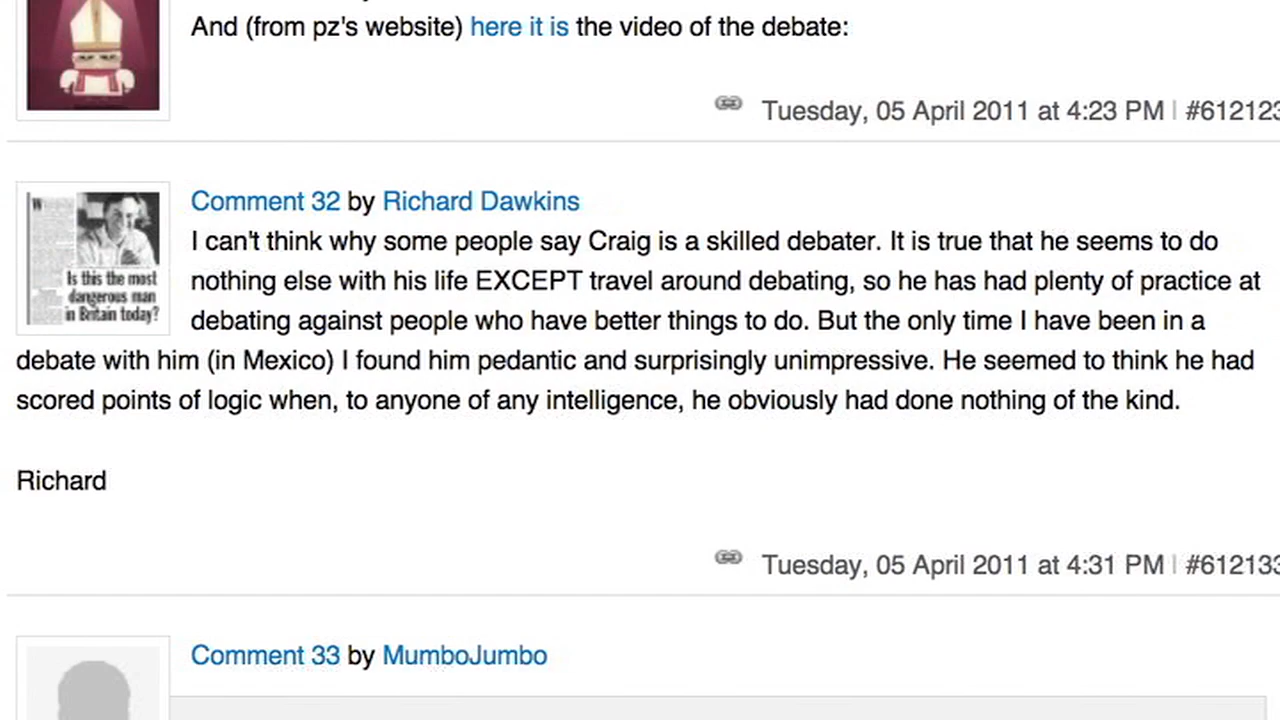 And (from pz's website) here it is the video of the debate:
Tuesday, 05 April 2011 at 4:23 PM | #612123
Comment 32 by Richard Dawkins
I can't think why some people say Craig is a skilled debater. It is true that he seems to do
nothing else with his life EXCEPT travel around debating, so he has had plenty of practice at
debating against people who have better things to do. But the only time I have been in a
debate with him (in Mexico) I found him pedantic and surprisingly unimpressive. He seemed to think he had
scored points of logic when, to anyone of any intelligence, he obviously had done nothing of the kind.
W
Is this the most
dangerous man
in Britain today?
Richard
Tuesday, 05 April 2011 at 4:31 PM | #612133
Comment 33 by MumboJumbo